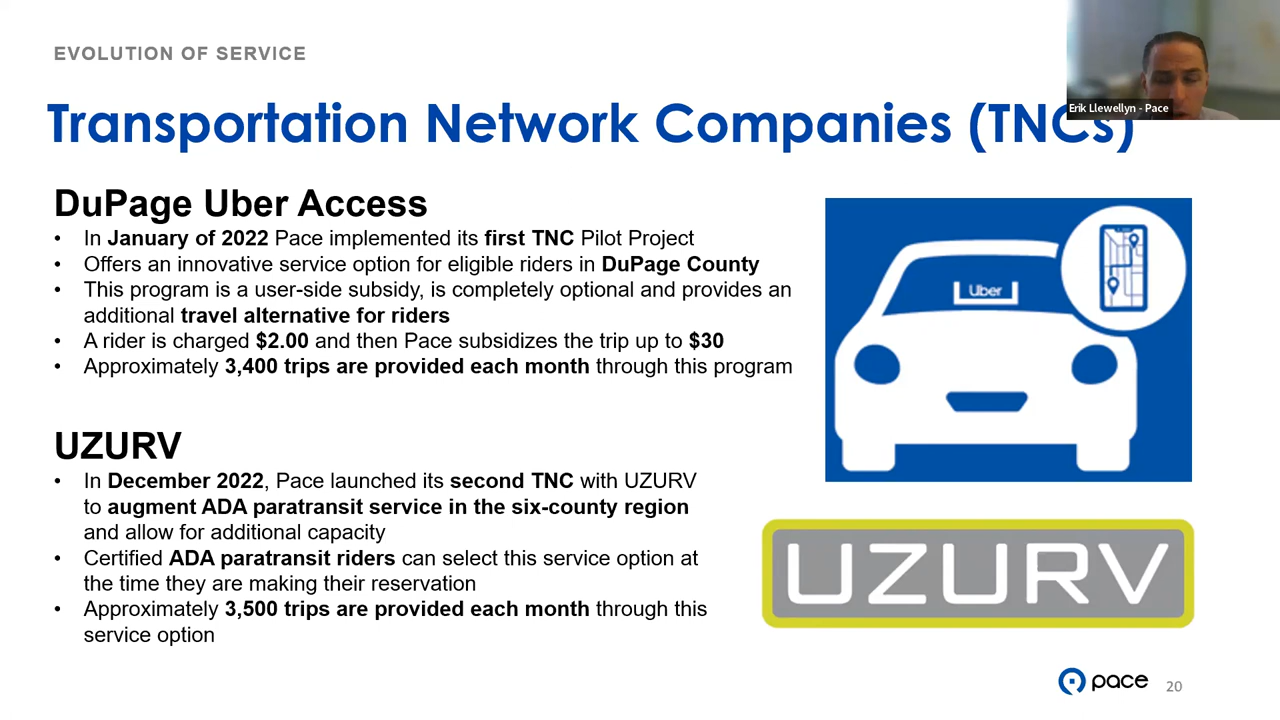 EVOLUTION OF SERVICE
Erik Llewellyn - Pace
Transportation Network Companies (TNCs)
DuPage Uber Access
• In January of 2022 Pace implemented its first TNC Pilot Project
• Offers an innovative service option for eligible riders in DuPage County
• This program is a user-side subsidy, is completely optional and provides an
additional travel alternative for riders
• A rider is charged $2.00 and then Pace subsidizes the trip up to $30
• Approximately 3,400 trips are provided each month through this program
Uber
UZURV
• In December 2022, Pace launched its second TNC with UZURV
to augment ADA paratransit service in the six-county region
and allow for additional capacity
• Certified ADA paratransit riders can select this service option at
the time they are making their reservation
• Approximately 3,500 trips are provided each month through this
service option
UZURV
pace
20